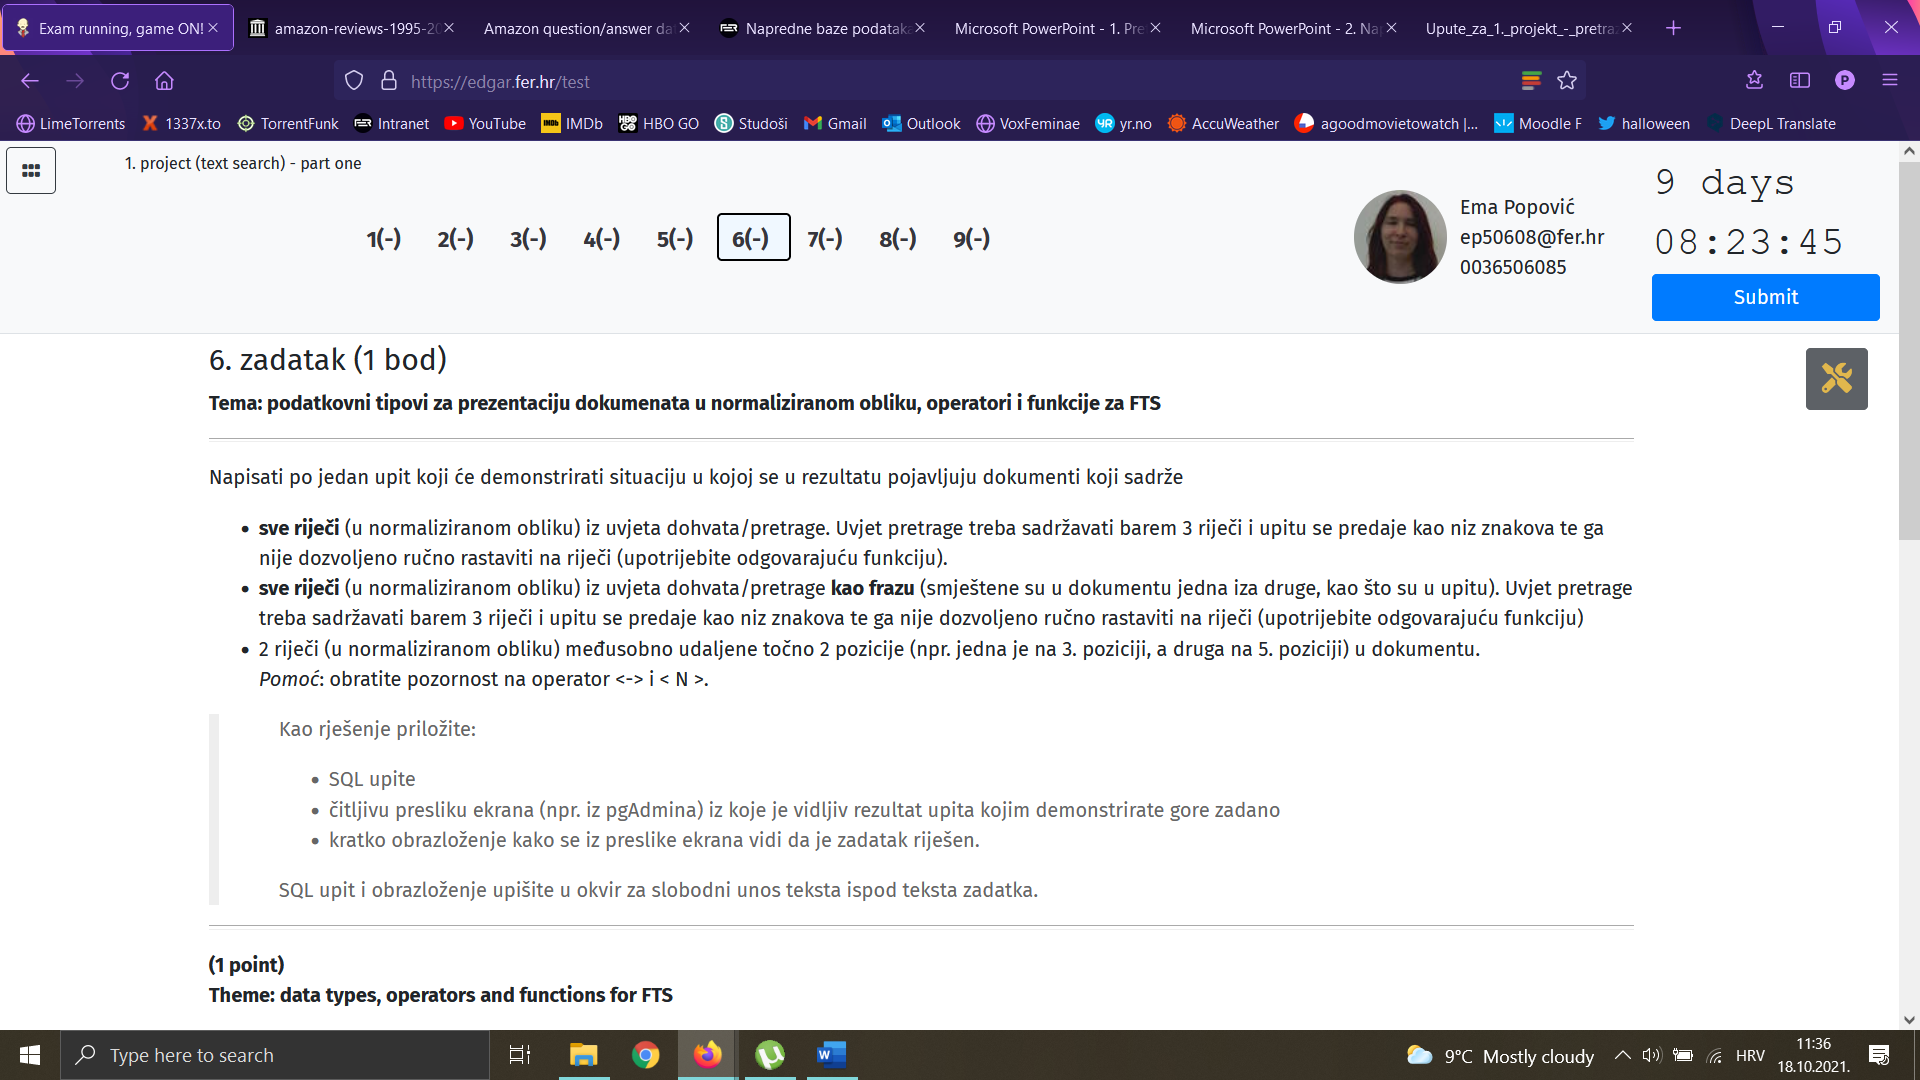 Exam running, game ON!
amazon-reviews-1995-20
Amazon question/answer da
Napredne baze podataka
Microsoft PowerPoint - 1. Pre
Microsoft PowerPoint - 2. Nap
Upute_za_1._projekt_-_pretra
https://edgar.fer.hr/test
LimeTorrents
1337x.to
TorrentFunk
Intranet
YouTube
IMDb
HBO GO
Studoši
Gmail
Outlook
VoxFeminae
yr.no
AccuWeather
agoodmovietowatch |...
Moodle F
halloween
DeepL Translate
1. project (text search) - part one
1(-) 2(-) 3(-) 4(-) 5(-) 6(-) 7(-) 8(-) 9(-)
Ema Popović
ep50608@fer.hr
0036506085
9 days
08:23:45
Submit
6. zadatak (1 bod)
Tema: podatkovni tipovi za prezentaciju dokumenata u normaliziranom obliku, operatori i funkcije za FTS
Napisati po jedan upit koji će demonstrirati situaciju u kojoj se u rezultatu pojavljuju dokumenti koji sadrže
• sve riječi (u normaliziranom obliku) iz uvjeta dohvata/pretrage. Uvjet pretrage treba sadržavati barem 3 riječi i upitu se predaje kao niz znakova te ga
nije dozvoljeno ručno rastaviti na riječi (upotrijebite odgovarajuću funkciju).
• sve riječi (u normaliziranom obliku) iz uvjeta dohvata/pretrage kao frazu (smještene su u dokumentu jedna iza druge, kao što su u upitu). Uvjet pretrage
treba sadržavati barem 3 riječi i upitu se predaje kao niz znakova te ga nije dozvoljeno ručno rastaviti na riječi (upotrijebite odgovarajuću funkciju)
• 2 riječi (u normaliziranom obliku) međusobno udaljene točno 2 pozicije (npr. jedna je na 3. poziciji, a druga na 5. poziciji) u dokumentu.
Pomoć: obratite pozornost na operator <-> i < N >.
Kao rješenje priložite:
• SQL upite
• čitljivu presliku ekrana (npr. iz pgAdmina) iz koje je vidljiv rezultat upita kojim demonstrirate gore zadano
• kratko obrazloženje kako se iz preslike ekrana vidi da je zadatak riješen.
SQL upit i obrazloženje upišite u okvir za slobodni unos teksta ispod teksta zadatka.
(1 point)
Theme: data types, operators and functions for FTS
Type here to search
9°C Mostly cloudy
HRV
11:36
18.10.2021.